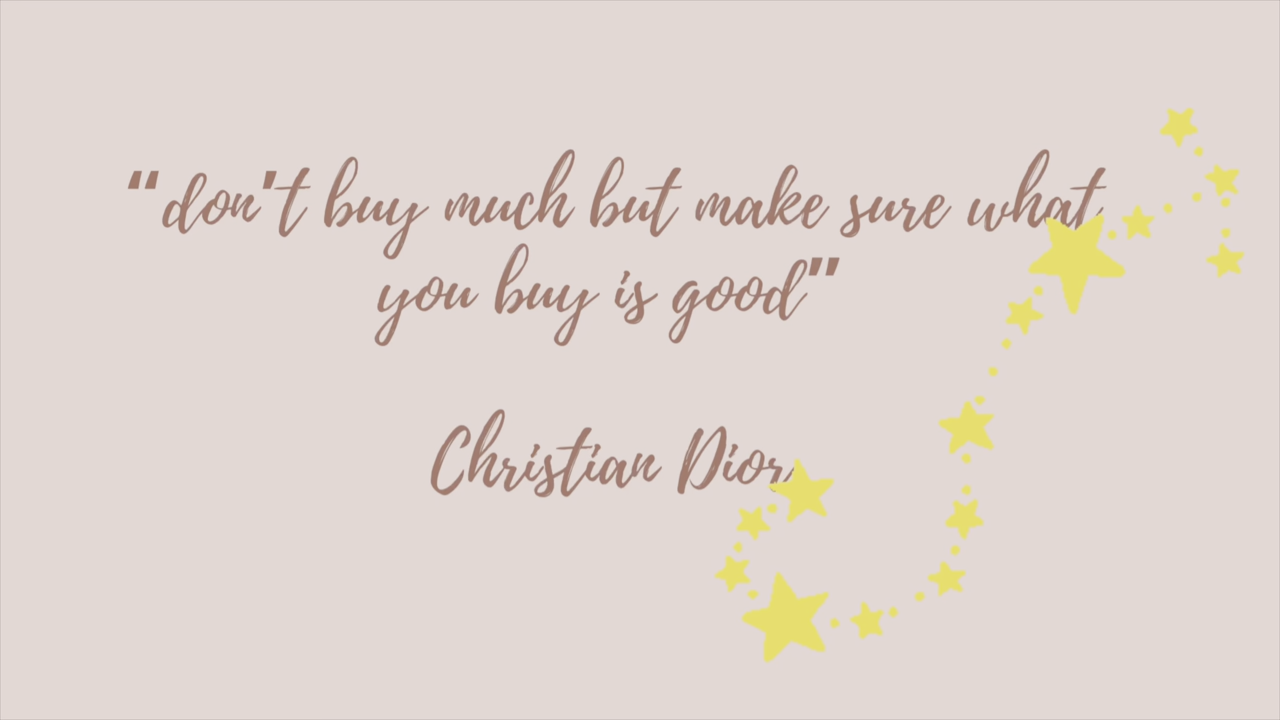 “don't buy much but make sure what
you buy is good”
Christian Dior